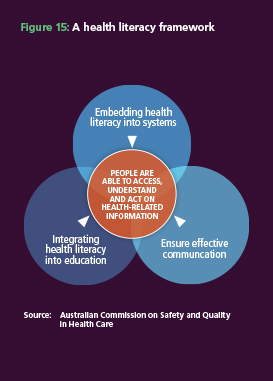 Figure 15: A health literacy framework
Embedding health
literacy into systems
PEOPLE ARE
ABLE TO ACCESS,
UNDERSTAND
AND ACT ON
HEALTH-RELATED
INFORMATION
Integrating
health literacy
into education
Ensure effective
communcation
Source: Australian Commission on Safety and Quality
in Health Care